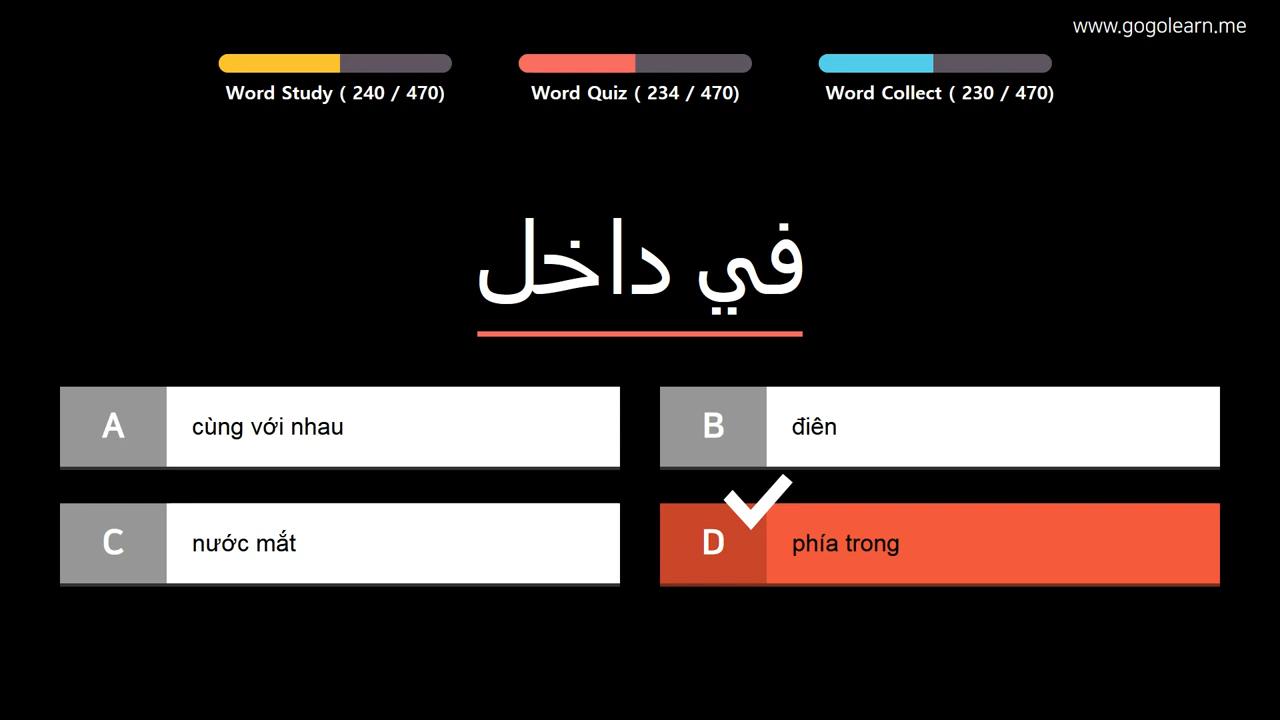 www.gogolearn.me
Word Study ( 240 / 470)
Word Quiz ( 234 / 470)
Word Collect ( 230 / 470)
في داخل
A
cùng với nhau
B
điên
C
nước mắt
D
phía trong